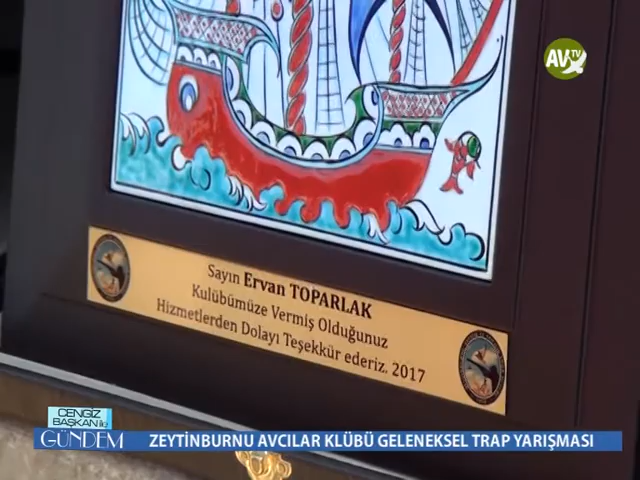 AV TV
Sayın Ervan TOPARLAK
Kulübümüze Vermiş Olduğunuz
Hizmetlerden Dolayı Teşekkür ederiz. 2017
CENGİZ
BAŞKAN ile
GÜNDEM
ZEYTİNBURNU AVCILAR KLÜBÜ GELENEKSEL TRAP YARIŞMASI